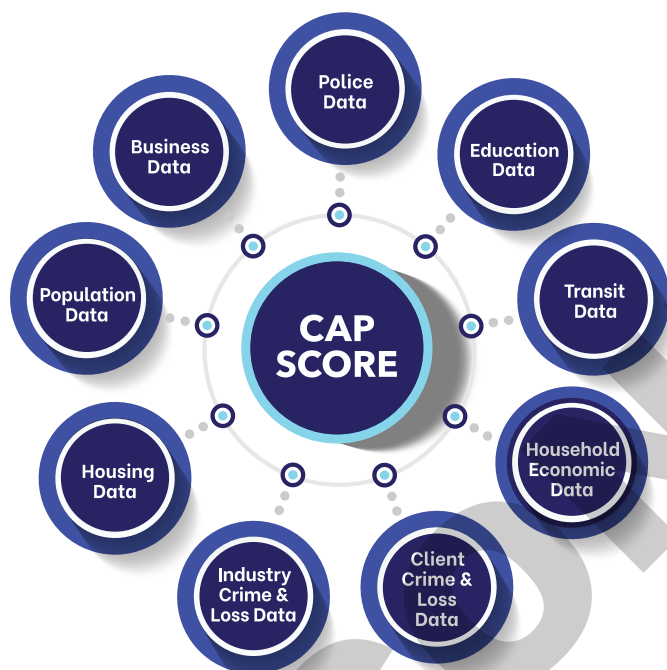 Police
Data
Education
Data
Transit
Data
Household
Economic
Data
Client
Crime &
Loss
Data
Industry
Crime &
Loss Data
Housing
Data
Population
Data
Business
Data
CAP
SCORE